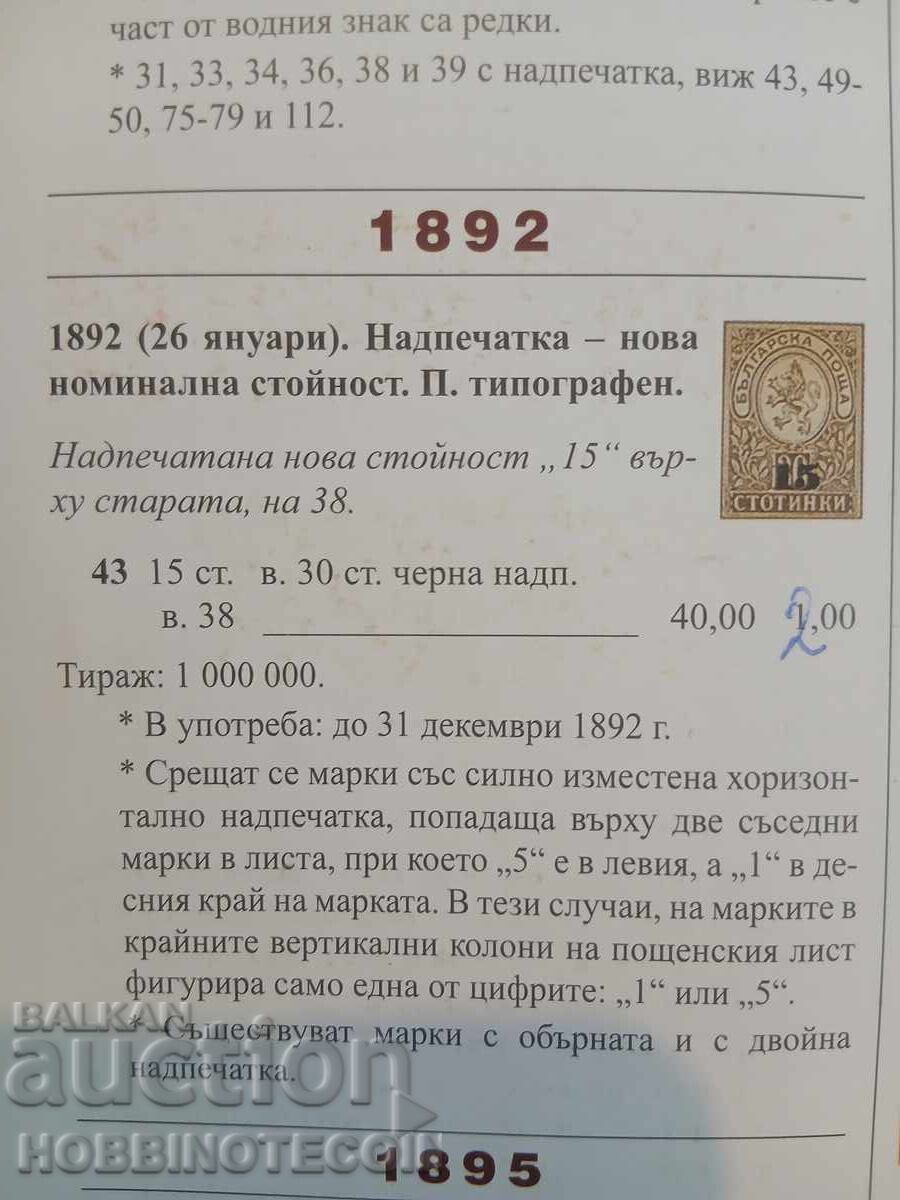 част от водния знак са редки.
* 31, 33, 34, 36, 38 и 39 с надпечатка, виж 43, 49-
50, 75-79 и 112.
1892
1892 (26 януари). Надпечатка – нова
номинална стойност. П. типографен.
БЪЛГАРСКА ПОЩА
15
СТОТИНКИ
Надпечатана нова стойност „15“ вър-
ху старата, на 38.
43 15 ст. в. 30 ст. черна надп.
в. 38 40,00 1,00
2
Тираж: 1 000 000.
* В употреба: до 31 декември 1892 г.
* Срещат се марки със силно изместена хоризон-
тално надпечатка, попадаща върху две съседни
марки в листа, при което „5“ е в левия, а „1“ в де-
сния край на марката. В тези случаи, на марките в
крайните вертикални колони на пощенския лист
фигурира само една от цифрите: „1“ или „5“.
* Съществуват марки с обърната и с двойна
надпечатка.
BALKAN
auction
HOBBINOTECOIN
1895